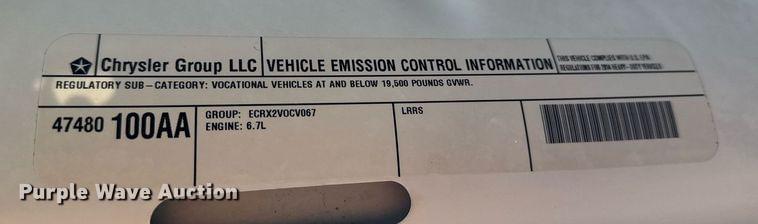 Chrysler Group LLC
VEHICLE EMISSION CONTROL INFORMATION
THIS VEHICLE COMPLIES WITH U.S. EPA
REGULATIONS FOR 2014 HEAVY-DUTY VEHICLES
REGULATORY SUB-CATEGORY: VOCATIONAL VEHICLES AT AND BELOW 19,500 POUNDS GVWR.
47480 100AA
GROUP: ECRX2VOCV067
ENGINE: 6.7L
LRRS
Purple Wave Auction